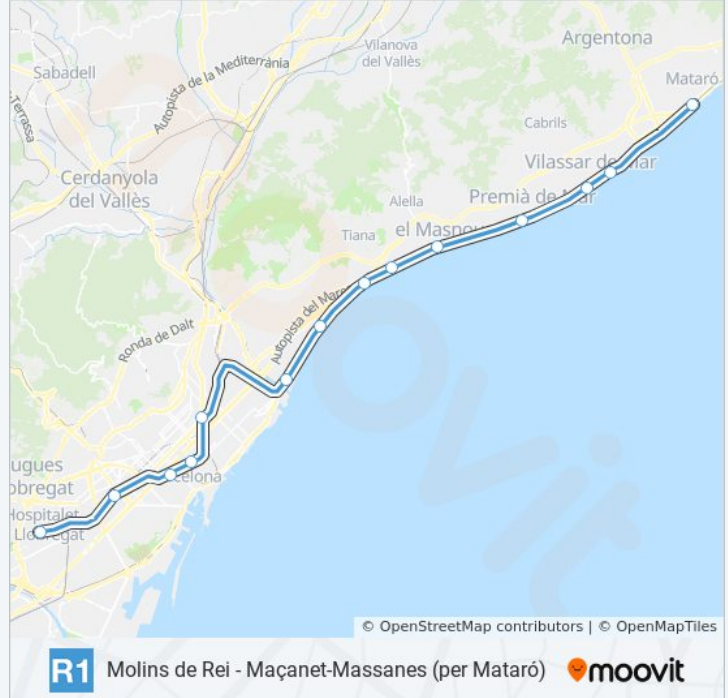 Argentona
Vilanova
del Vallès
Sabadell
Autopista de la Mediterrània
Mataró
Terrassa
Cabrils
Vilassar de Mar
Cerdanyola
del Vallès
Premià de Mar
Alella
el Masnou
Tiana
Autopista del Mares
Ronda de Dalt
ugues
obregat
celona
Hospitalet
Llobregat
moovit
© OpenStreetMap contributors | © OpenMapTiles
R1 Molins de Rei - Maçanet-Massanes (per Mataró) moovit